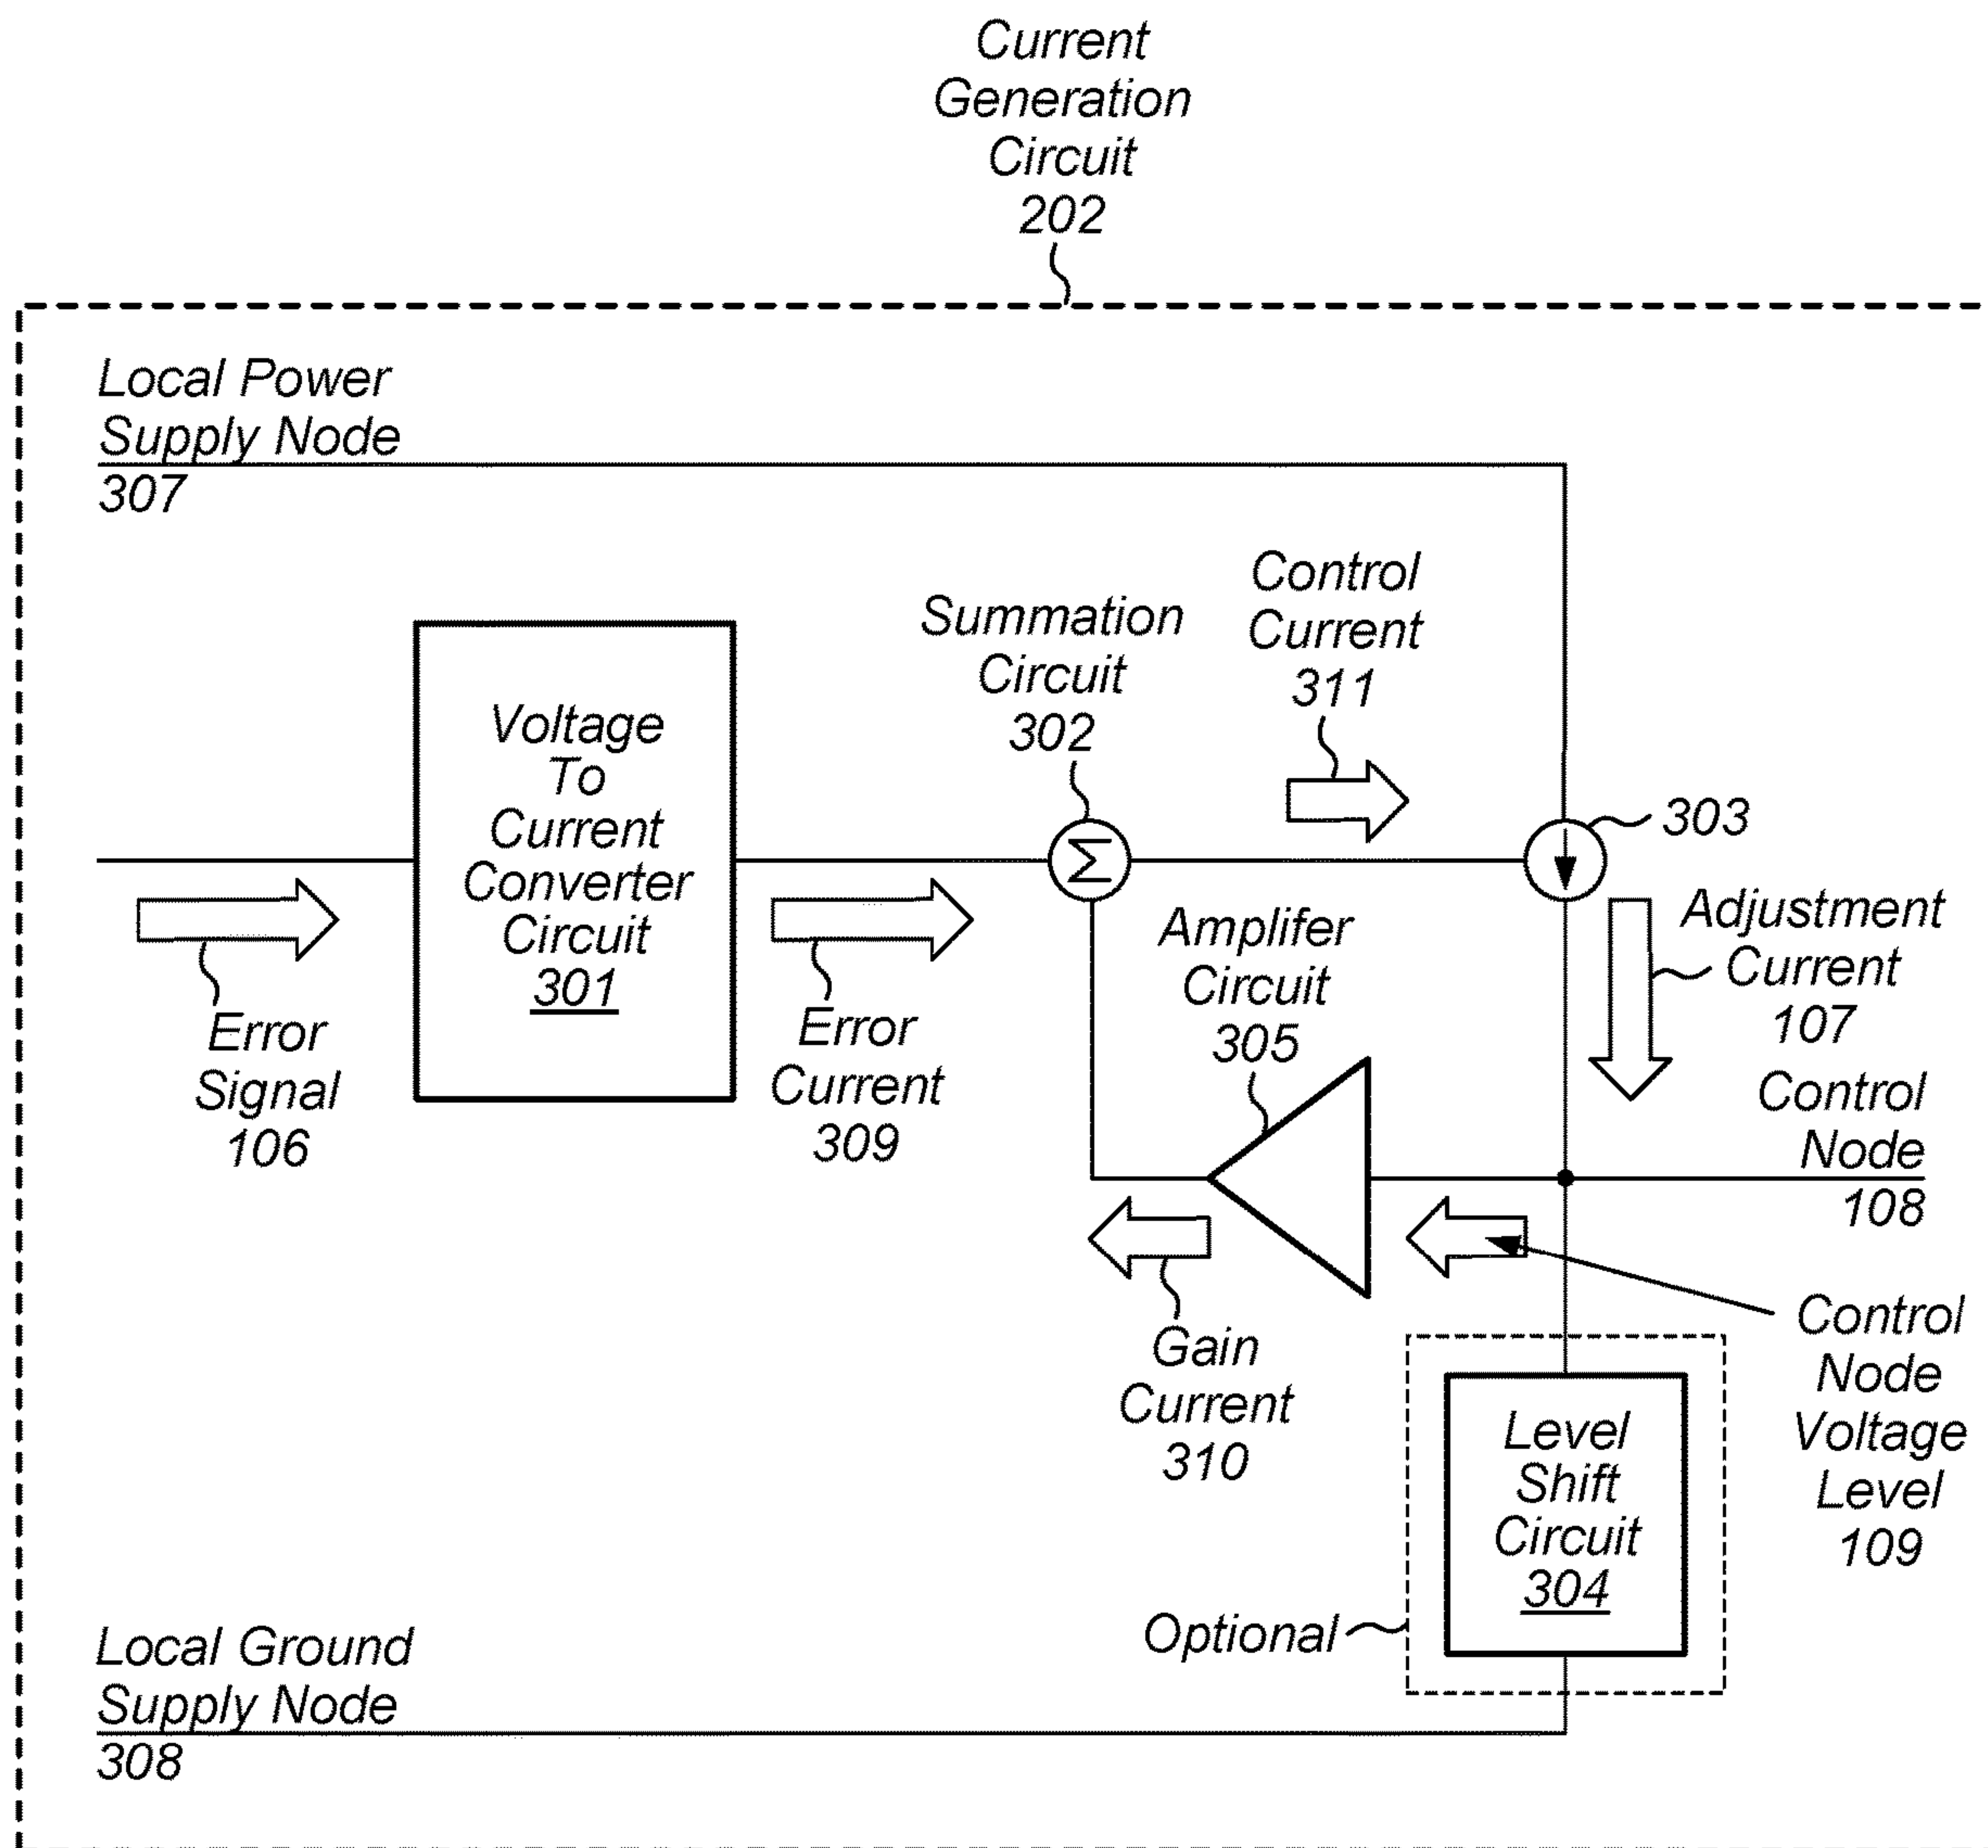 Current
Generation
Circuit
202
Local Power
Supply Node
307
Control
Current
311
Summation
Circuit
302
Voltage
To
Current
Converter
Circuit
301
Σ
303
Error
Signal
106
Error
Current
309
Amplifer
Circuit
305
Adjustment
Current
107
Control
Node
108
Gain
Current
310
Control
Node
Voltage
Level
109
Level
Shift
Circuit
304
Optional
Local Ground
Supply Node
308